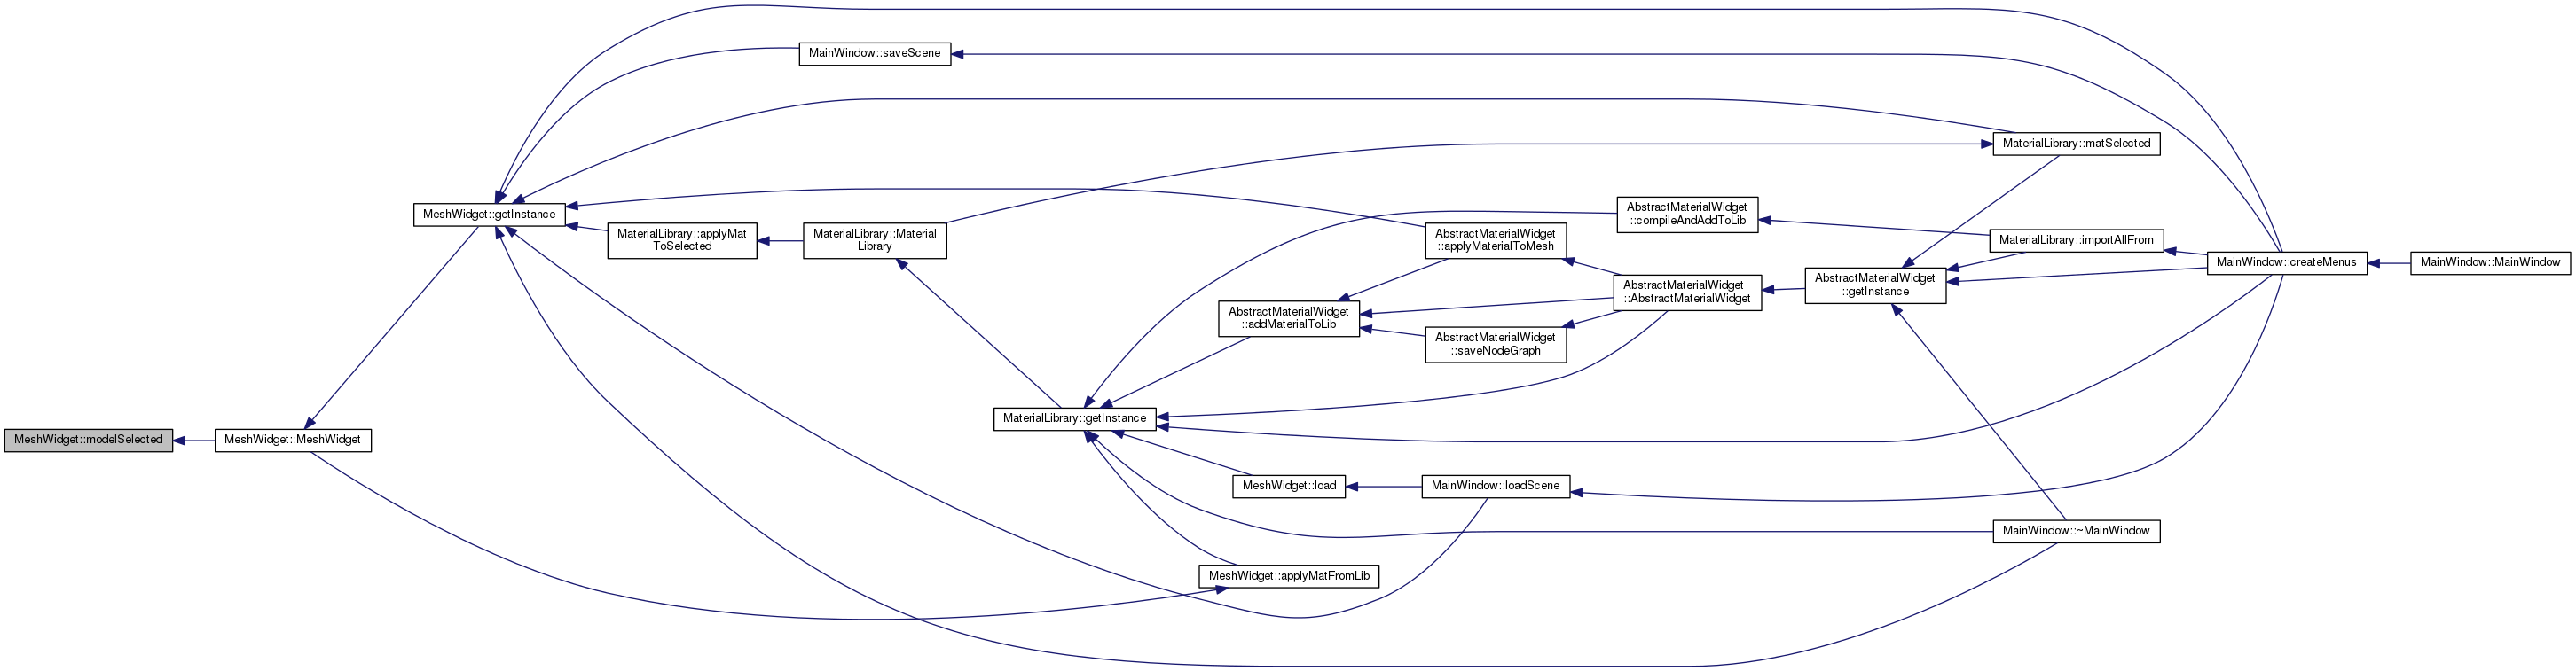 MeshWidget::modelSelected
MeshWidget::MeshWidget
MeshWidget::getInstance
MainWindow::saveScene
MaterialLibrary::applyMat
ToSelected
MaterialLibrary::Material
Library
MaterialLibrary::getInstance
AbstractMaterialWidget
::addMaterialToLib
MeshWidget::load
MeshWidget::applyMatFromLib
AbstractMaterialWidget
::applyMaterialToMesh
AbstractMaterialWidget
::saveNodeGraph
MainWindow::loadScene
AbstractMaterialWidget
::compileAndAddToLib
AbstractMaterialWidget
::AbstractMaterialWidget
AbstractMaterialWidget
::getInstance
MaterialLibrary::matSelected
MaterialLibrary::importAllFrom
MainWindow::~MainWindow
MainWindow::createMenus
MainWindow::MainWindow